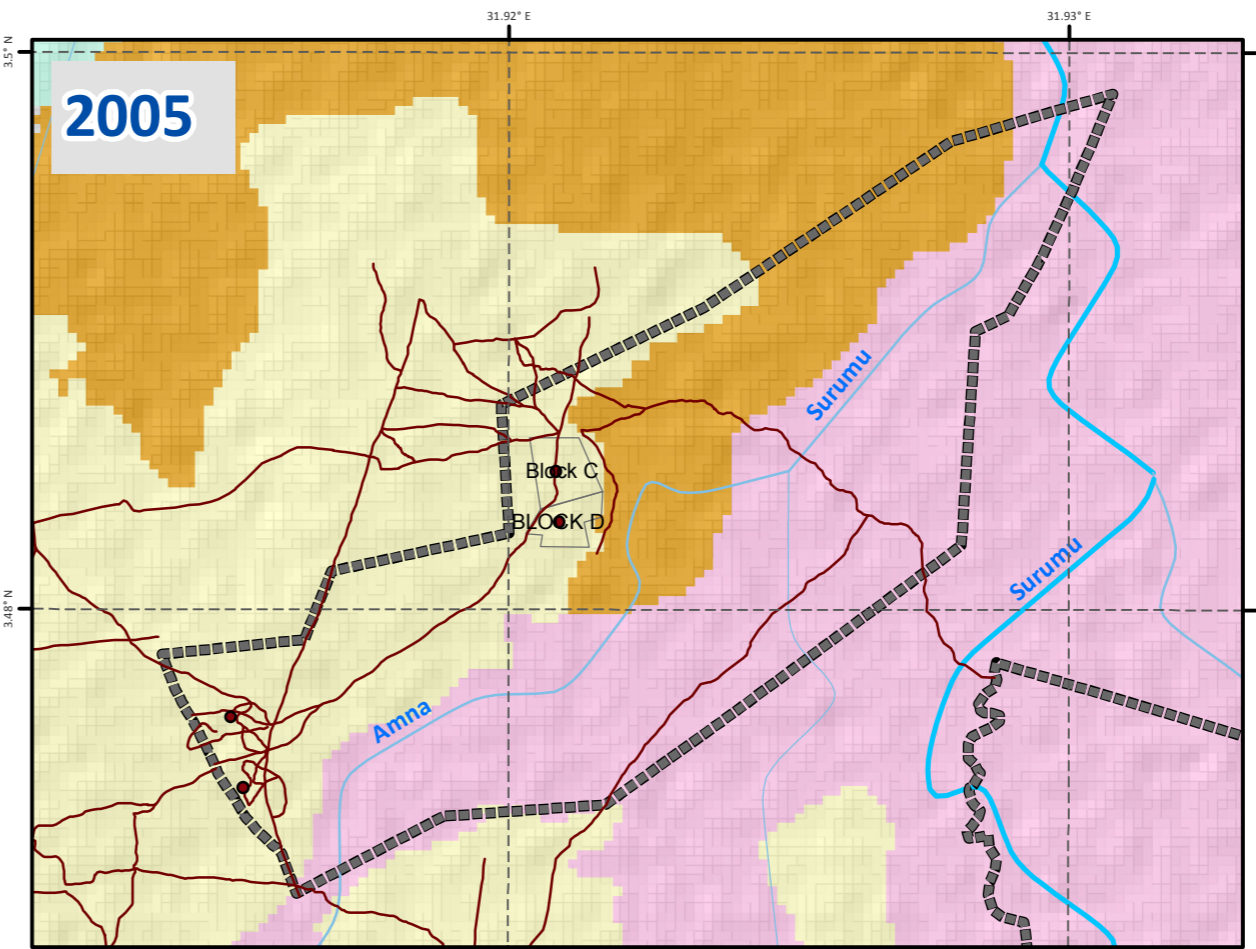 31.92° E
31.93° E
3.5° N
2005
Surumu
Block C
BLOCK D
Surumu
3.48° N
Amna